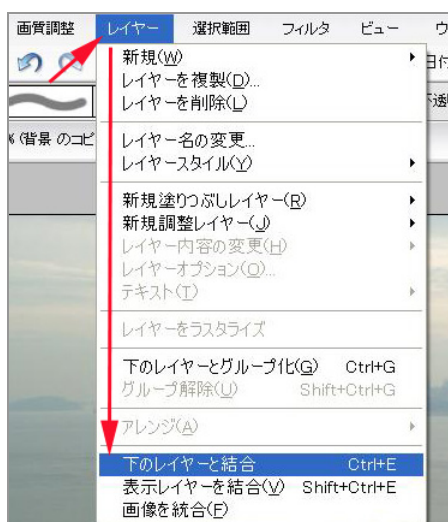 画質調整 レイヤー 選択範囲 フィルタ ビュー
新規(W)
レイヤーを複製(D)...
レイヤーを削除(L)
(背景 のコピ
レイヤー名の変更...
レイヤースタイル(Y)
新規塗りつぶしレイヤー(R)
新規調整レイヤー(J)
レイヤー内容の変更(H)
レイヤーオプション(O)...
テキスト(T)
レイヤーをラスタライズ
下のレイヤーとグループ化(G) Ctrl+G
グループ解除(U) Shift+Ctrl+G
アレンジ(A)
下のレイヤーと結合 Ctrl+E
表示レイヤーを結合(V) Shift+Ctrl+E
画像を統合(F)